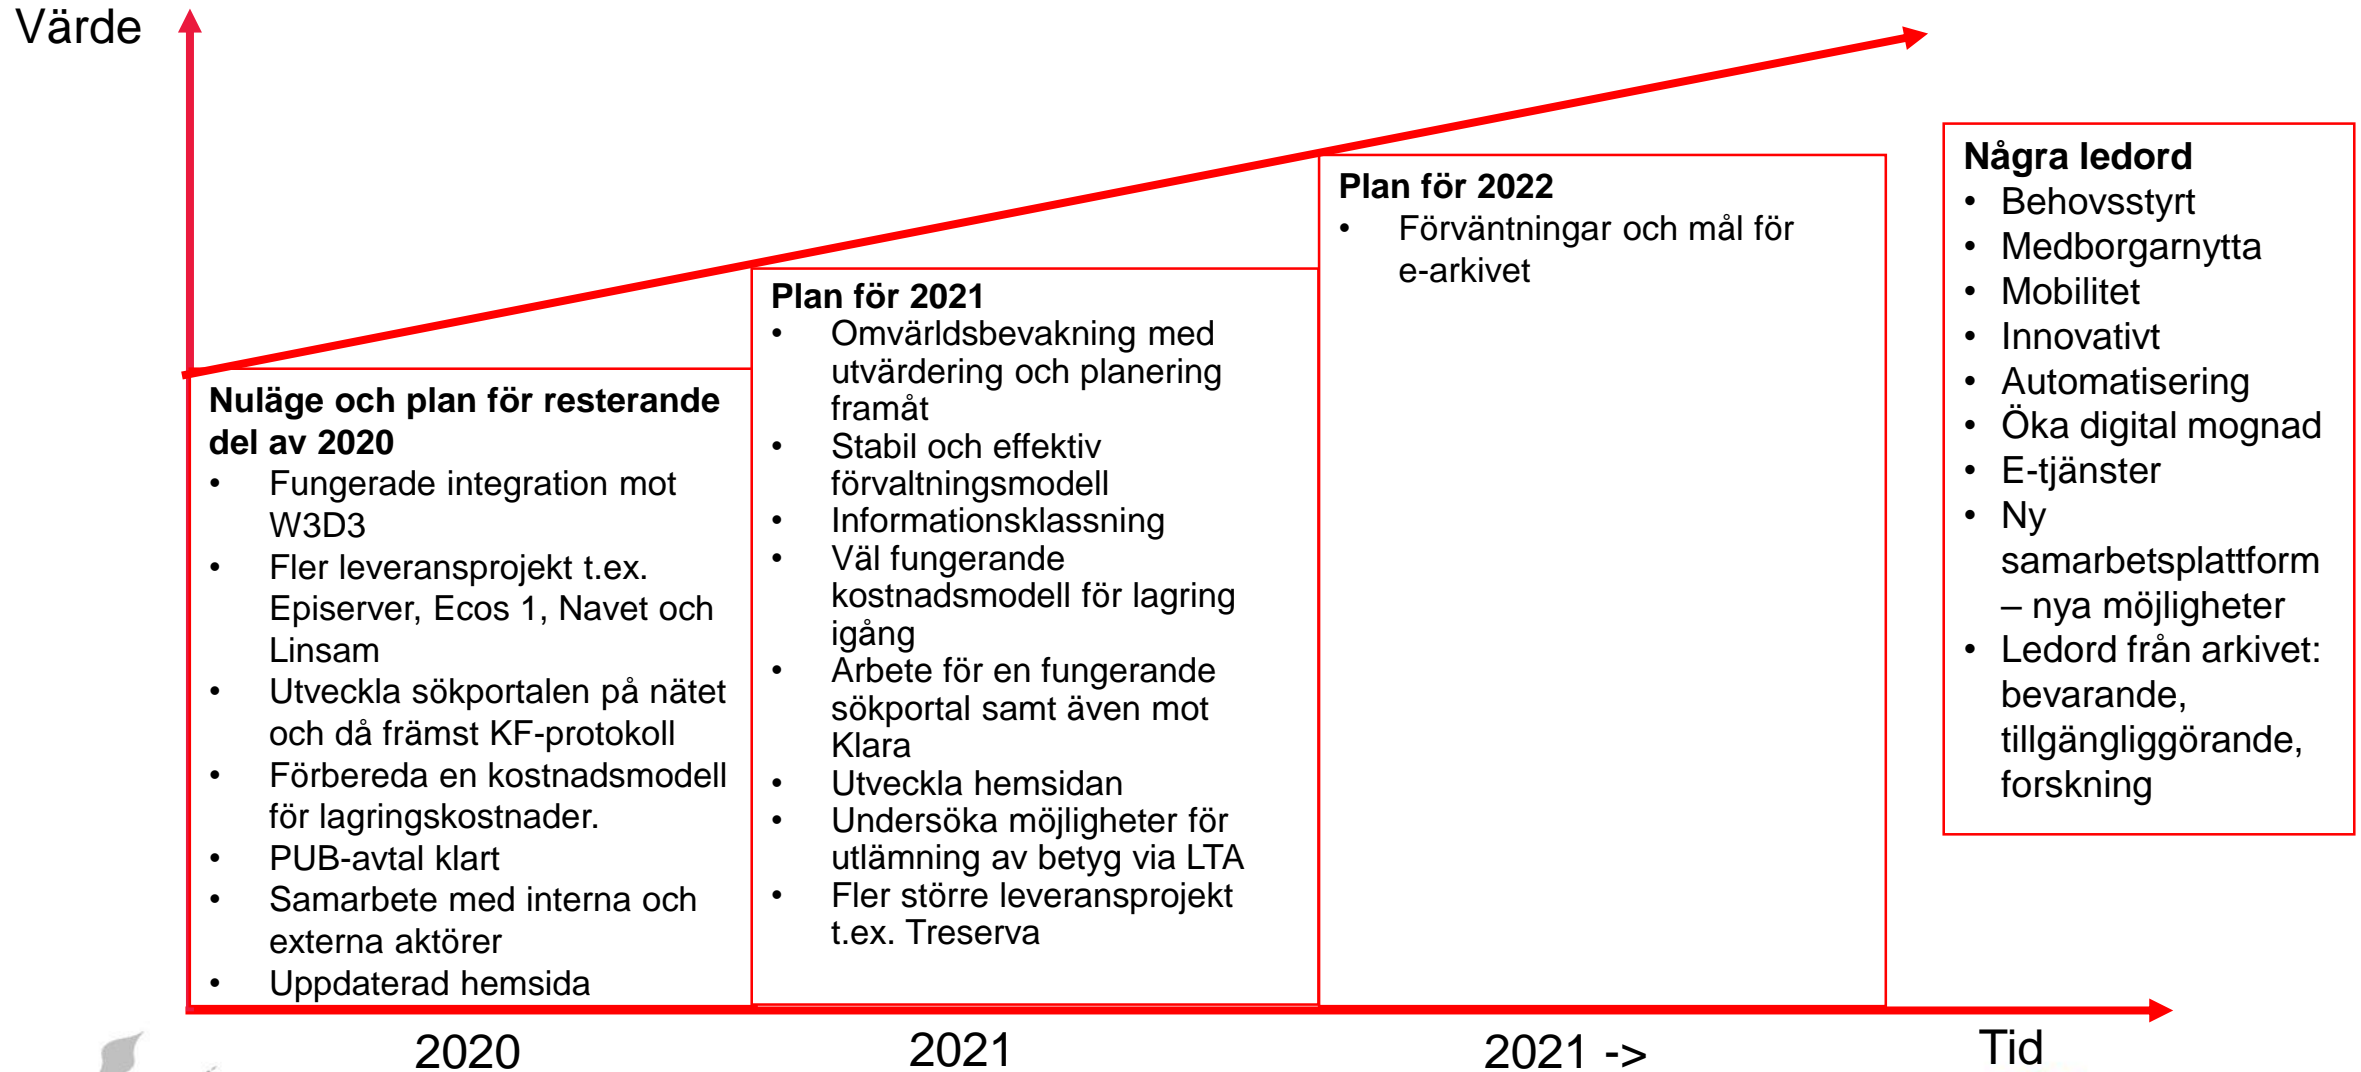 Värde
Nuläge och plan för resterande
del av 2020
• Fungerade integration mot
W3D3
• Fler leveransprojekt t.ex.
Episerver, Ecos 1, Navet och
Linsam
• Utveckla sökportalen på nätet
och då främst KF-protokoll
• Förbereda en kostnadsmodell
för lagringskostnader.
• PUB-avtal klart
• Samarbete med interna och
externa aktörer
• Uppdaterad hemsida
Plan för 2021
• Omvärldsbevakning med
utvärdering och planering
framåt
• Stabil och effektiv
förvaltningsmodell
• Informationsklassning
• Väl fungerande
kostnadsmodell för lagring
igång
• Arbete för en fungerande
sökportal samt även mot
Klara
• Utveckla hemsidan
• Undersöka möjligheter för
utlämning av betyg via LTA
• Fler större leveransprojekt
t.ex. Treserva
Plan för 2022
• Förväntningar och mål för
e-arkivet
Några ledord
• Behovsstyrt
• Medborgarnytta
• Mobilitet
• Innovativt
• Automatisering
• Öka digital mognad
• E-tjänster
• Ny
samarbetsplattform
– nya möjligheter
• Ledord från arkivet:
bevarande,
tillgängliggörande,
forskning
2020
2021
2021 ->
Tid